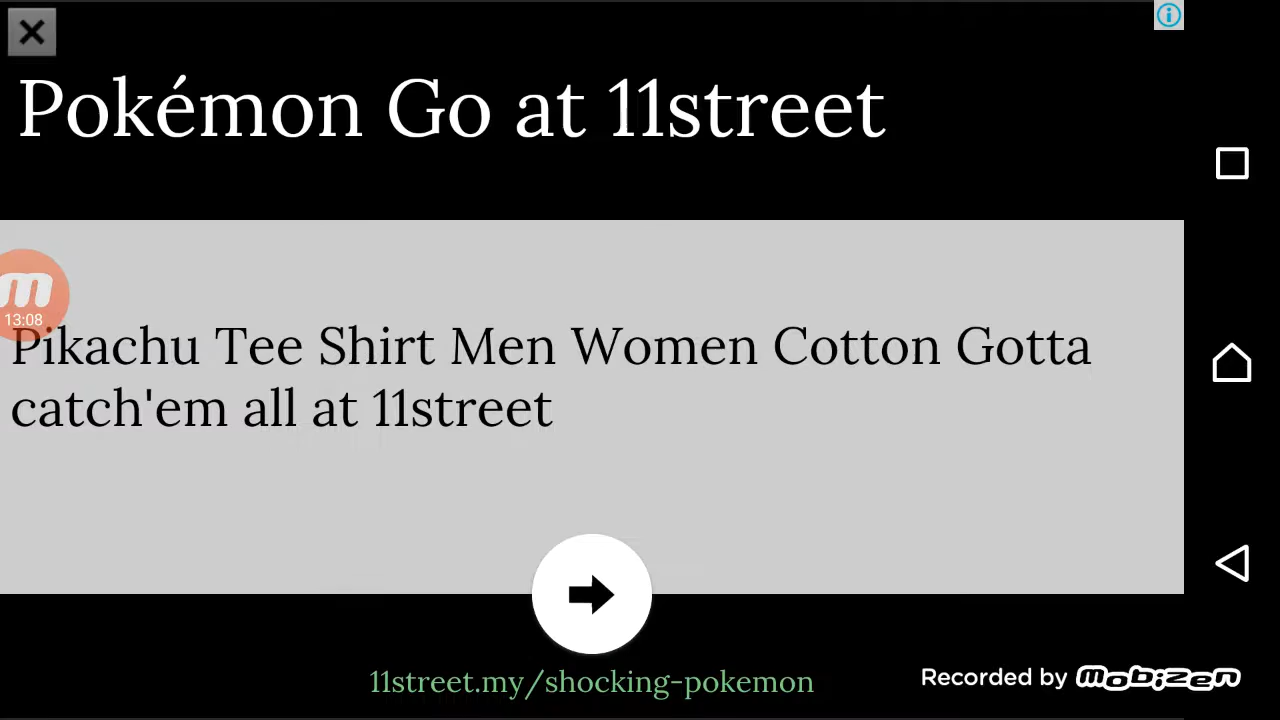 Pokémon Go at 11street
13:08
Pikachu Tee Shirt Men Women Cotton Gotta
catch'em all at 11street
11street.my/shocking-pokemon
Recorded by mobizen